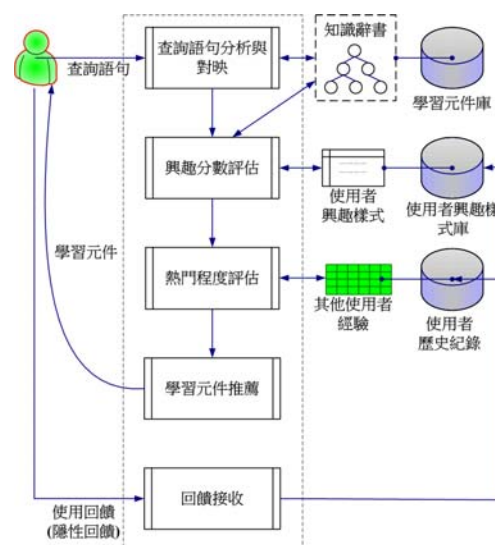 知識辭書
查詢語句
查詢語句分析與
對映
學習元件庫
興趣分數評估
使用者
興趣樣式
使用者興趣樣
式庫
學習元件
熱門程度評估
其他使用者
經驗
使用者
歷史紀錄
學習元件推薦
使用回饋
(隱性回饋)
回饋接收